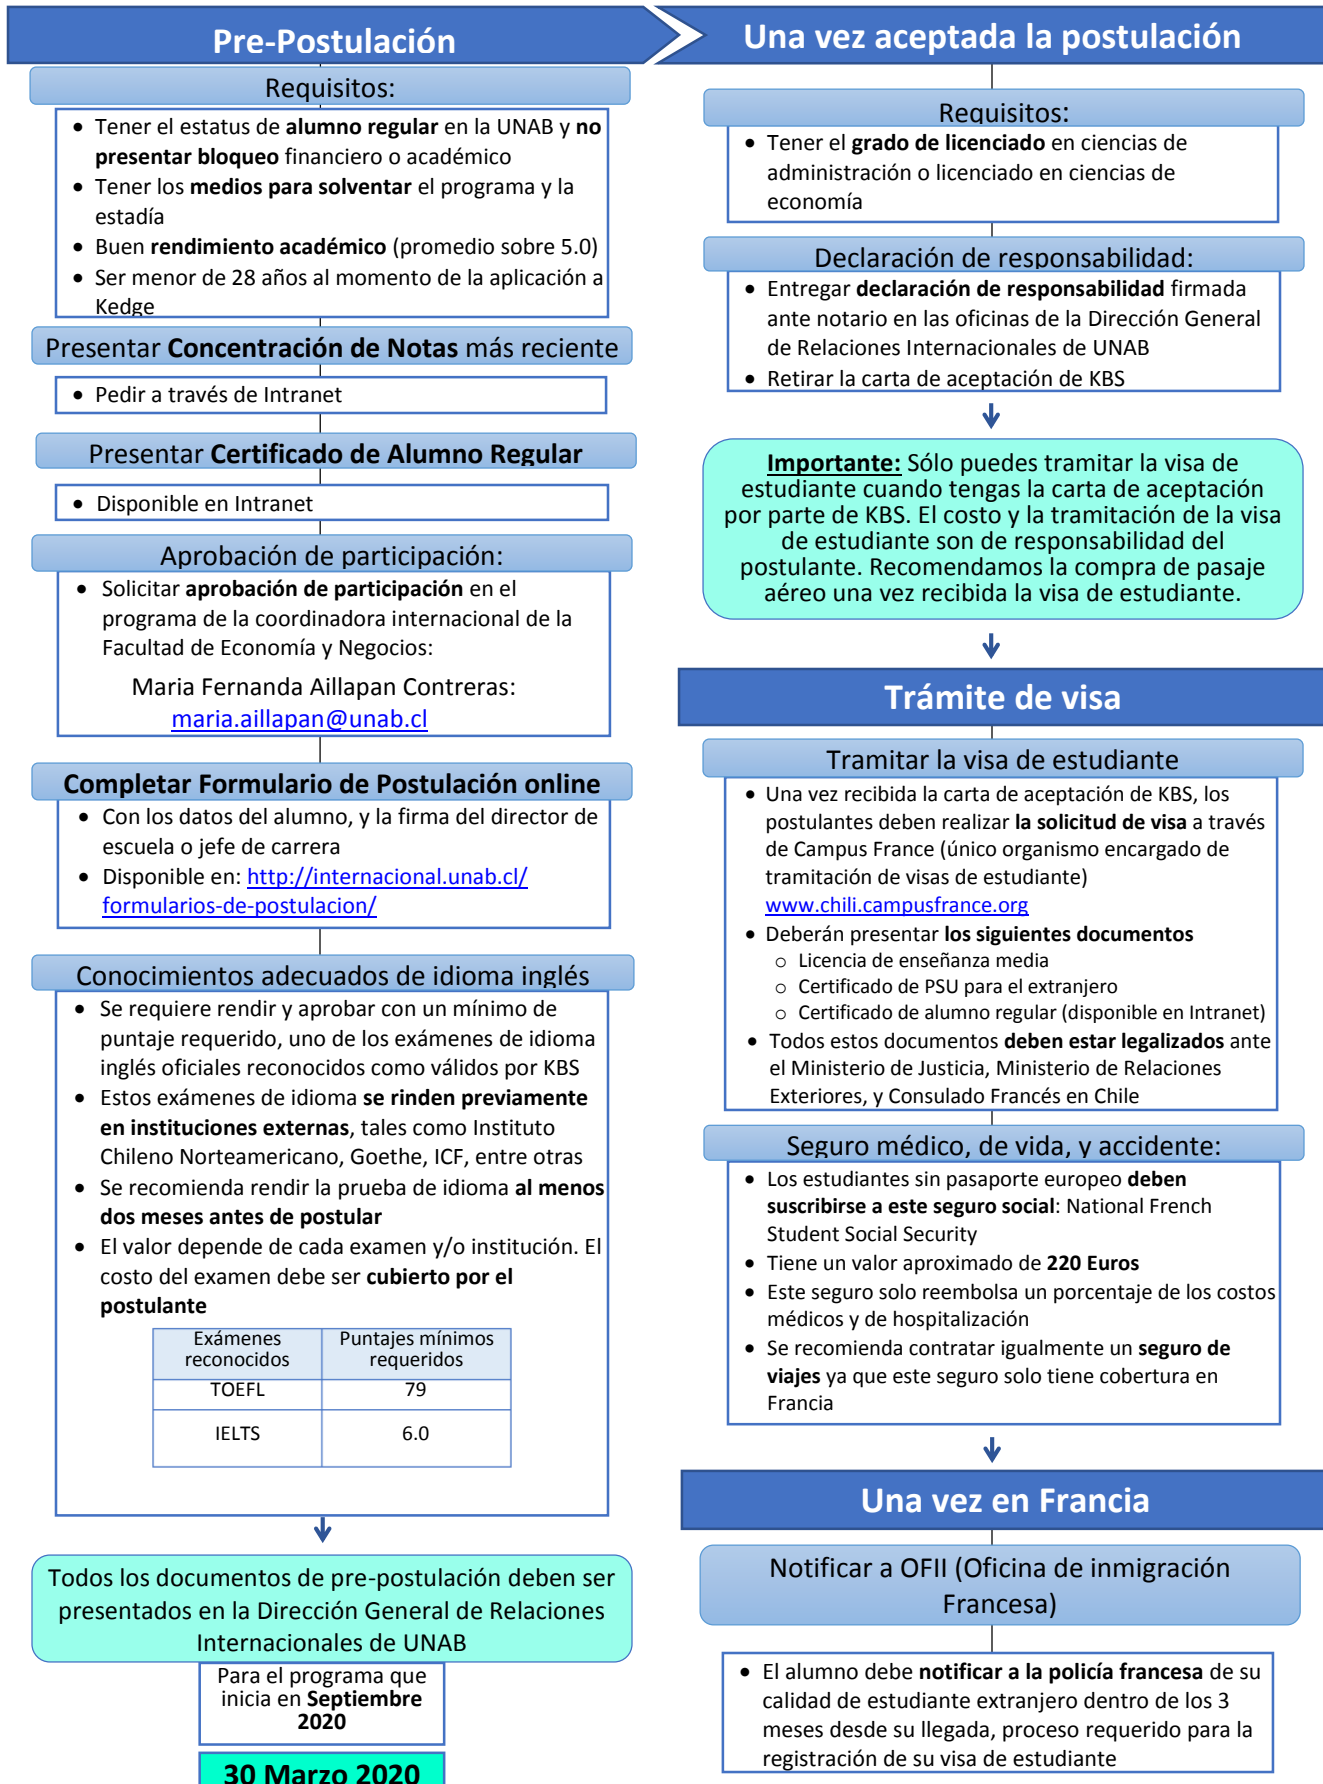 Pre-Postulación
Requisitos:
• Tener el estatus de alumno regular en la UNAB y no
presentar bloqueo financiero o académico
• Tener los medios para solventar el programa y la
estadía
• Buen rendimiento académico (promedio sobre 5.0)
• Ser menor de 28 años al momento de la aplicación a
Kedge
Presentar Concentración de Notas más reciente
• Pedir a través de Intranet
Presentar Certificado de Alumno Regular
• Disponible en Intranet
Aprobación de participación:
• Solicitar aprobación de participación en el
programa de la coordinadora internacional de la
Facultad de Economía y Negocios:
Maria Fernanda Aillapan Contreras:
maria.aillapan@unab.cl
Completar Formulario de Postulación online
• Con los datos del alumno, y la firma del director de
escuela o jefe de carrera
• Disponible en: http://internacional.unab.cl/
formularios-de-postulacion/
Conocimientos adecuados de idioma inglés
• Se requiere rendir y aprobar con un mínimo de
puntaje requerido, uno de los exámenes de idioma
inglés oficiales reconocidos como válidos por KBS
• Estos exámenes de idioma se rinden previamente
en instituciones externas, tales como Instituto
Chileno Norteamericano, Goethe, ICF, entre otras
• Se recomienda rendir la prueba de idioma al menos
dos meses antes de postular
• El valor depende de cada examen y/o institución. El
costo del examen debe ser cubierto por el
postulante
Exámenes Puntajes mínimos
reconocidos requeridos
TOEFL 79
IELTS 6.0
Todos los documentos de pre-postulación deben ser
presentados en la Dirección General de Relaciones
Internacionales de UNAB
Para el programa que
inicia en Septiembre
2020
30 Marzo 2020
Una vez aceptada la postulación
Requisitos:
• Tener el grado de licenciado en ciencias de
administración o licenciado en ciencias de
economía
Declaración de responsabilidad:
• Entregar declaración de responsabilidad firmada
ante notario en las oficinas de la Dirección General
de Relaciones Internacionales de UNAB
• Retirar la carta de aceptación de KBS
Importante: Sólo puedes tramitar la visa de
estudiante cuando tengas la carta de aceptación
por parte de KBS. El costo y la tramitación de la visa
de estudiante son de responsabilidad del
postulante. Recomendamos la compra de pasaje
aéreo una vez recibida la visa de estudiante.
Trámite de visa
Tramitar la visa de estudiante
• Una vez recibida la carta de aceptación de KBS, los
postulantes deben realizar la solicitud de visa a través
de Campus France (único organismo encargado de
tramitación de visas de estudiante)
www.chili.campusfrance.org
• Deberán presentar los siguientes documentos
○ Licencia de enseñanza media
○ Certificado de PSU para el extranjero
○ Certificado de alumno regular (disponible en Intranet)
• Todos estos documentos deben estar legalizados ante
el Ministerio de Justicia, Ministerio de Relaciones
Exteriores, y Consulado Francés en Chile
Seguro médico, de vida, y accidente:
• Los estudiantes sin pasaporte europeo deben
suscribirse a este seguro social: National French
Student Social Security
• Tiene un valor aproximado de 220 Euros
• Este seguro solo reembolsa un porcentaje de los costos
médicos y de hospitalización
• Se recomienda contratar igualmente un seguro de
viajes ya que este seguro solo tiene cobertura en
Francia
Una vez en Francia
Notificar a OFII (Oficina de inmigración
Francesa)
• El alumno debe notificar a la policía francesa de su
calidad de estudiante extranjero dentro de los 3
meses desde su llegada, proceso requerido para la
registración de su visa de estudiante